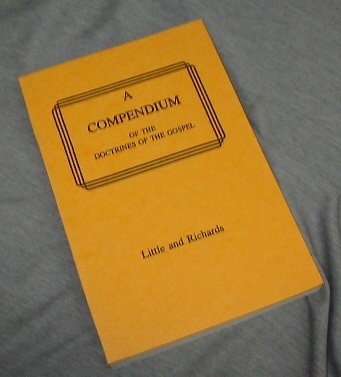 A
COMPENDIUM
OF THE
DOCTRINES OF THE GOSPEL
Little and Richards